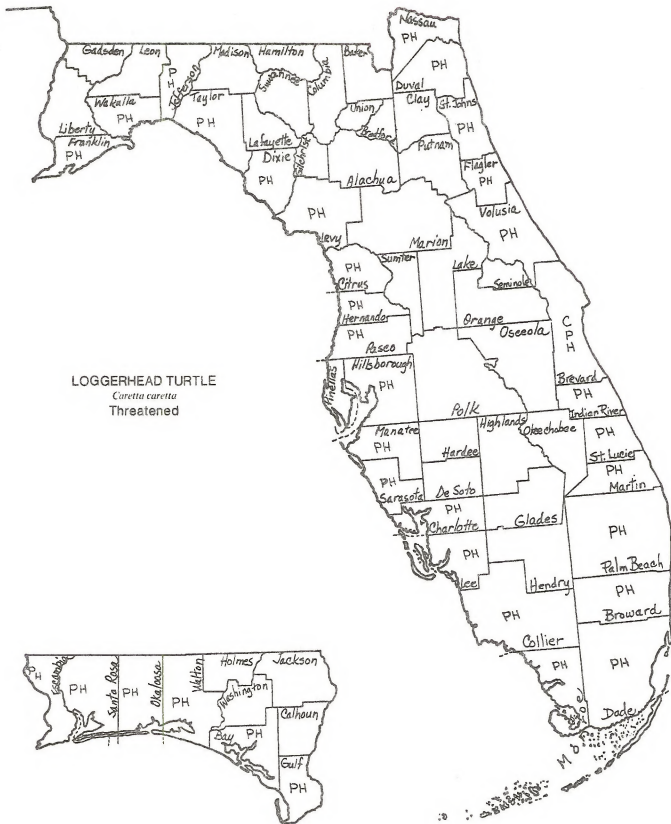 Nassau
PH
Gadsden
Leon
PH
Jefferson
Madison
Hamilton
Suwannee
Columbia
Baker
Duval
PH
Liberty
Wakulla
PH
Taylor
PH
Lafayette
Union
Bradfor
Clay
St. Johns
PH
Franklin
PH
Dixie
PH
Gilchrist
Alachua
Putnam
Flagler
PH
Levy
PH
Marion
Volusia
PH
Citrus
PH
Sumter
Lake
Seminole
Hernando
PH
Orange
Osceola
C
P
H
Brevard
Pasco
PH
LOGGERHEAD TURTLE
Caretta caretta
Threatened
Pinellas
Hillsborough
PH
Polk
Indian River
PH
Manatee
PH
Hardee
Highlands
Okeechobee
St. Lucie
PH
Sarasota
PH
De Soto
Martin
PH
Charlotte
PH
Glades
Lee
PH
Hendry
Palm Beach
PH
Collier
PH
Broward
PH
PH
Dade
PH
Escambia
PH
Santa Rosa
PH
Okaloosa
PH
Walton
PH
Holmes
Jackson
Washington
Bay
PH
Calhoun
Gulf
PH